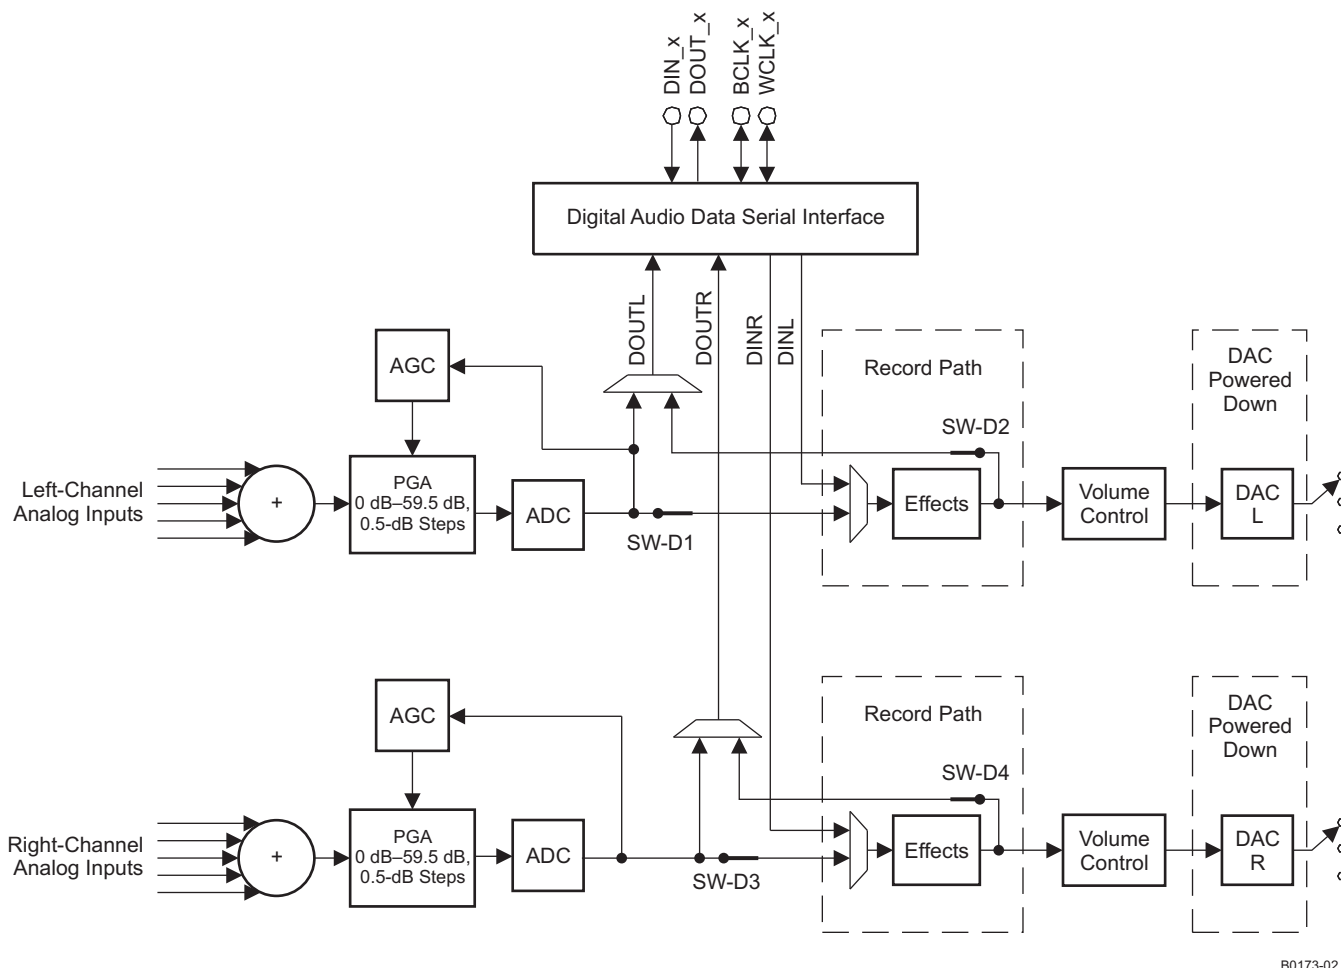 DIN_x
DOUT_x
BCLK_x
WCLK_x
Digital Audio Data Serial Interface
DOUTL
DOUTR
DINR
DINL
AGC
Record Path
DAC
Powered
Down
SW-D2
Left-Channel
Analog Inputs
+
PGA
0 dB–59.5 dB,
0.5-dB Steps
ADC
SW-D1
Effects
Volume
Control
DAC
L
AGC
Record Path
DAC
Powered
Down
SW-D4
Right-Channel
Analog Inputs
+
PGA
0 dB–59.5 dB,
0.5-dB Steps
ADC
SW-D3
Effects
Volume
Control
DAC
R
B0173-02